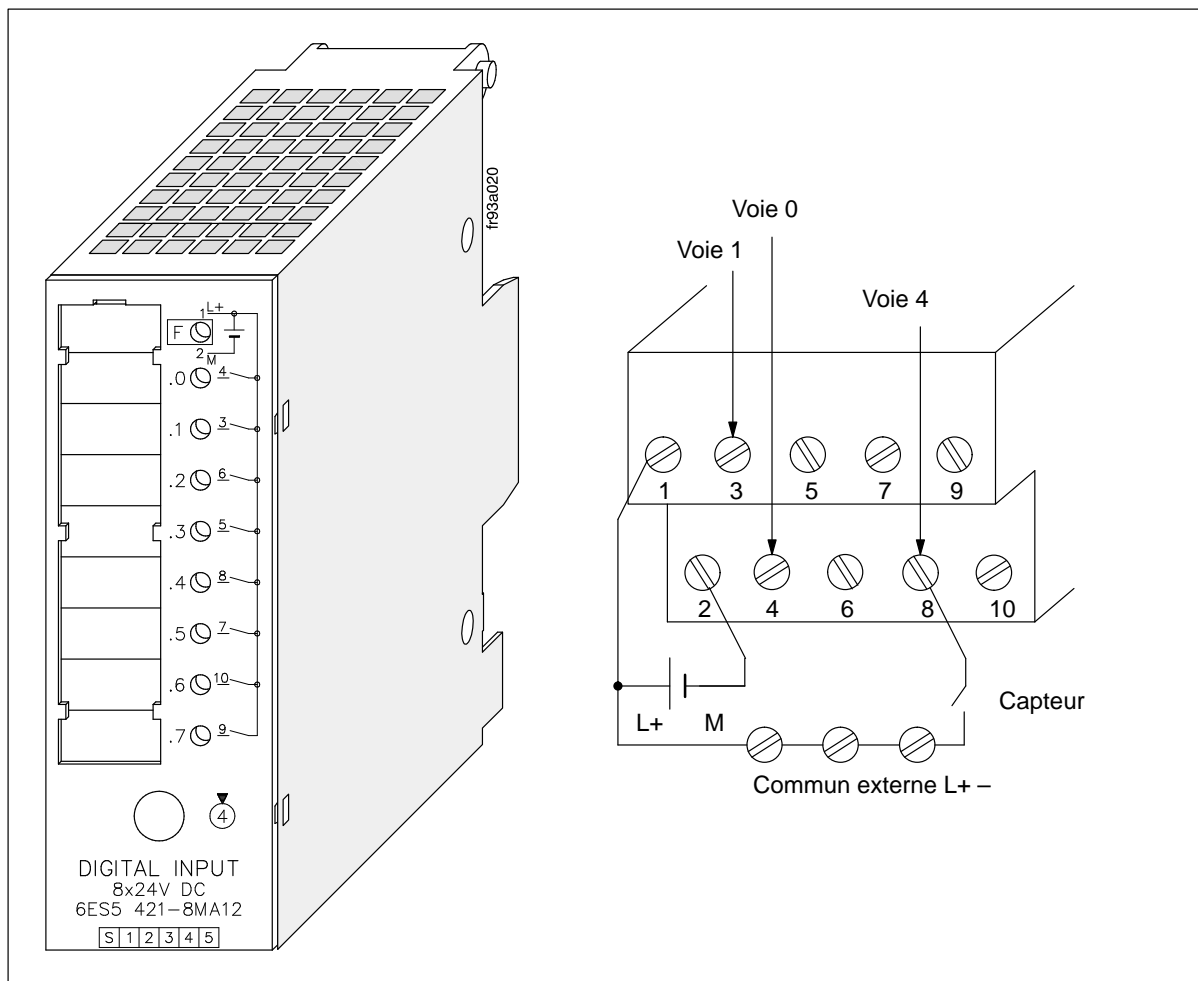 fr93a020
1 L+
F
2 M
.0 4
.1 3
.2 6
.3 5
.4 8
.5 7
.6 10
.7 9
4
DIGITAL INPUT
8x24V DC
6ES5 421-8MA12
S 1 2 3 4 5
Voie 0
Voie 1
Voie 4
1 3 5 7 9
2 4 6 8 10
L+ M
Capteur
Commun externe L+ –